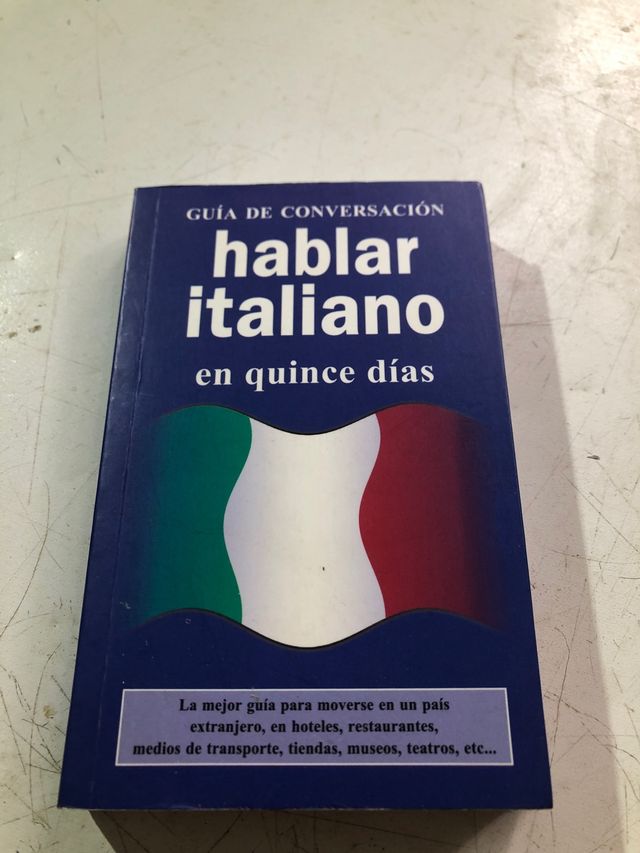 GUÍA DE CONVERSACIÓN
hablar
italiano
en quince días
La mejor guía para moverse en un país
extranjero, en hoteles, restaurantes,
medios de transporte, tiendas, museos, teatros, etc...